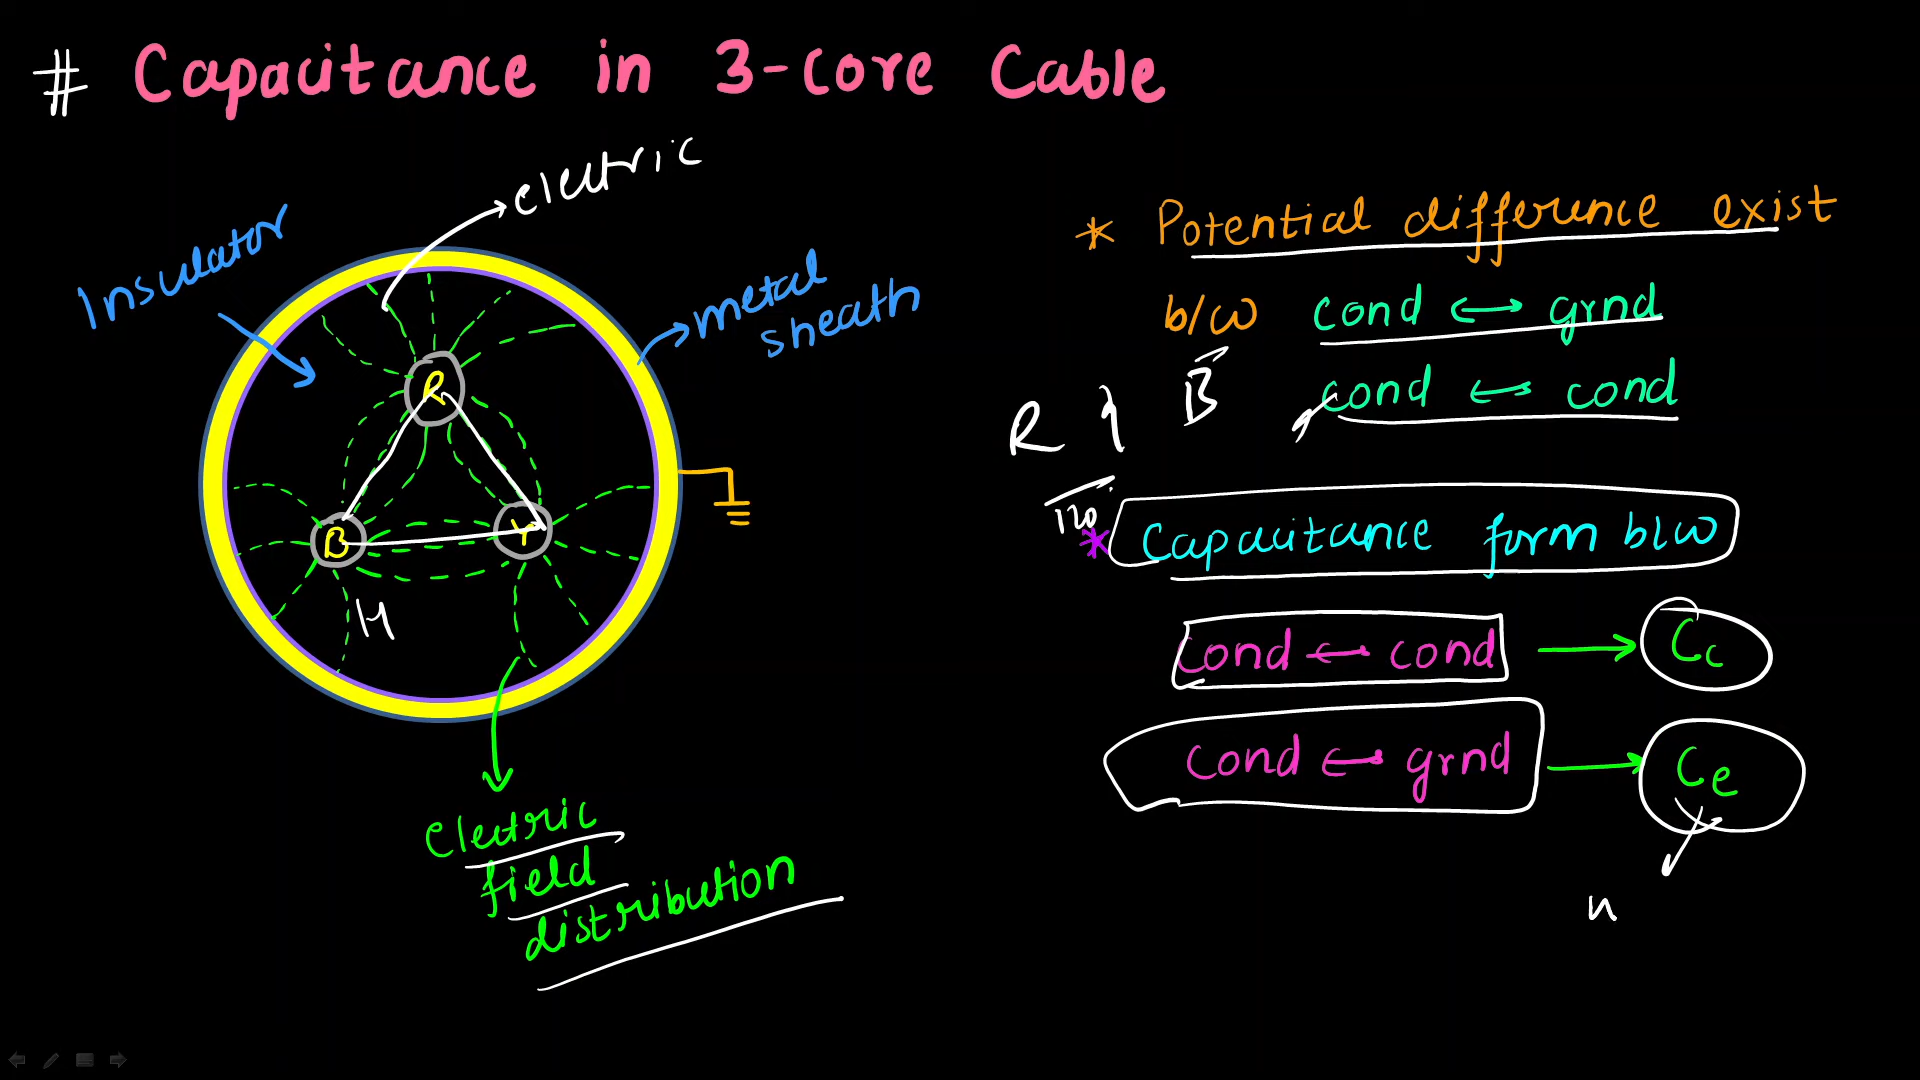 # Capacitance in 3-core Cable
electric
Insulator
metal
sheath
R
B
Y
H
Electric
field
distribution
* Potential difference exist
b/w cond ↔ grnd
cond ↔ cond
R B
120
* Capacitance form b/w
Cond ↔ cond → Cc
Cond ↔ grnd → Ce
n